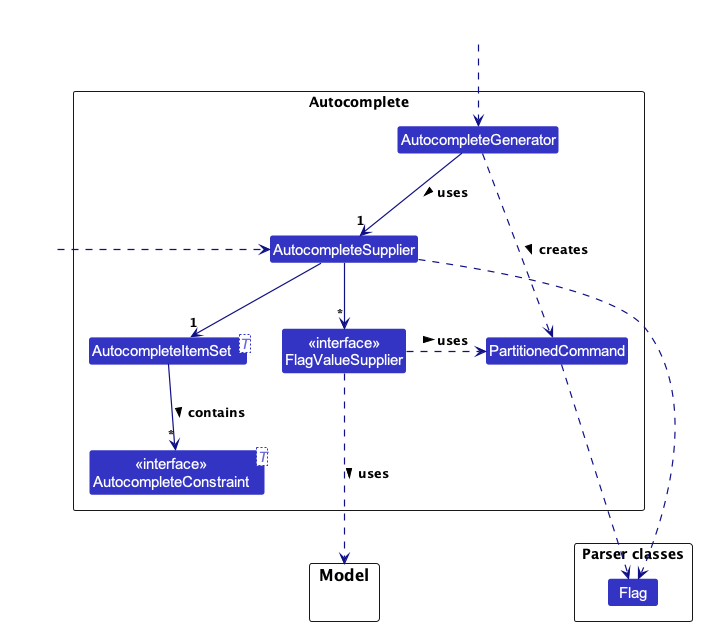 Autocomplete
AutocompleteGenerator
uses
1
AutocompleteSupplier
creates
1
*
AutocompleteItemSet
T
«interface»
FlagValueSupplier
uses
PartitionedCommand
contains
*
«interface»
AutocompleteConstraint
T
uses
Model
Parser classes
Flag